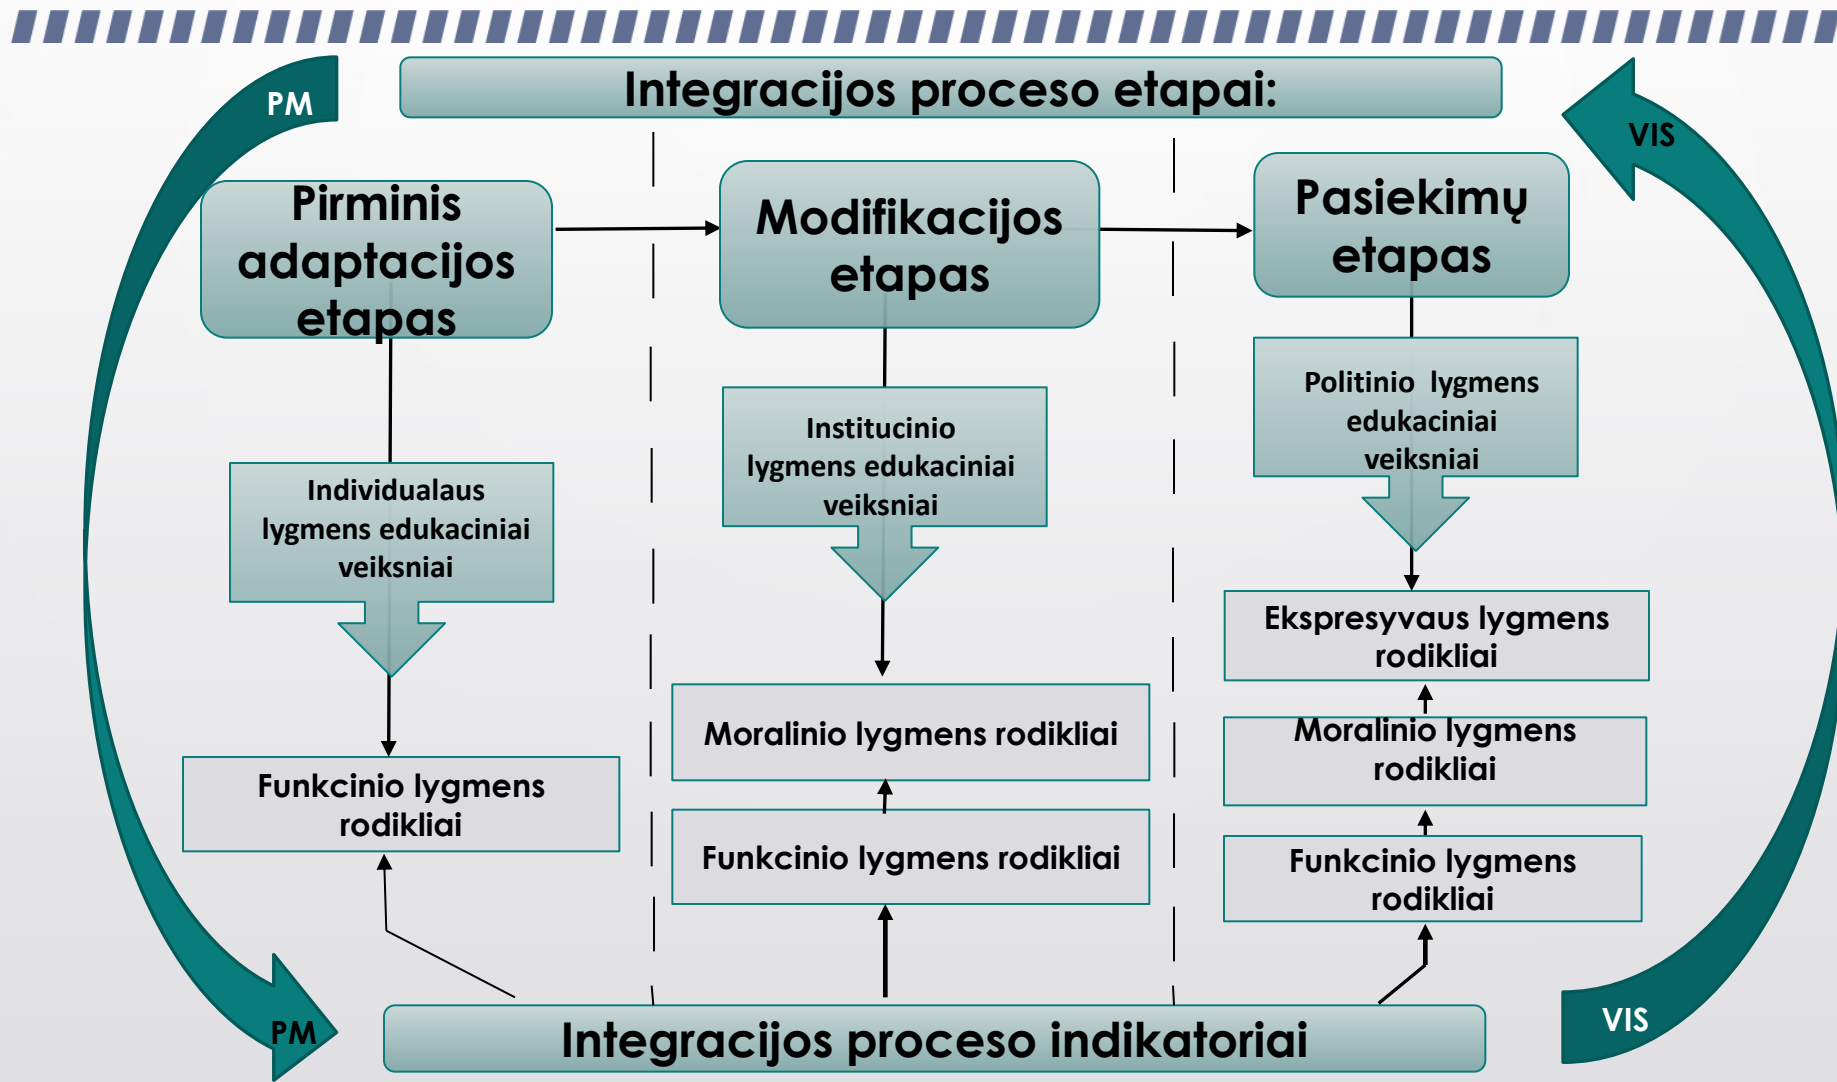 PM
Integracijos proceso etapai:
VIS
Pirminis
adaptacijos
etapas
Modifikacijos
etapas
Pasiekimų
etapas
Individualaus
lygmens edukaciniai
veiksniai
Institucinio
lygmens edukaciniai
veiksniai
Politinio lygmens
edukaciniai
veiksniai
Funkcinio lygmens
rodikliai
Moralinio lygmens rodikliai
Funkcinio lygmens rodikliai
Ekspresyvaus lygmens
rodikliai
Moralinio lygmens
rodikliai
Funkcinio lygmens
rodikliai
PM
Integracijos proceso indikatoriai
VIS